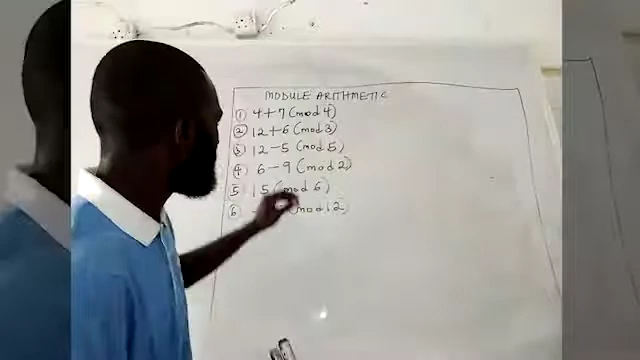 MODULE ARITHMETIC
① 4+7 (mod 4)
② 12+6 (mod 3)
③ 12-5 (mod 5)
④ 6-9 (mod 2)
⑤ 15 (mod 6)
⑥ (mod 12